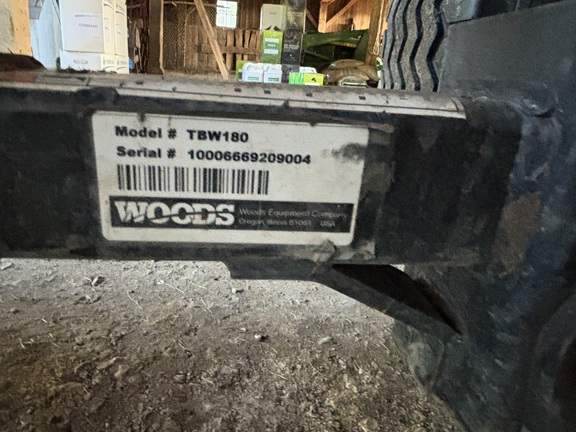 Model # TBW180
Serial # 10006669209004
WOODS
Woods Equipment Company
Oregon, Illinois 61061 USA